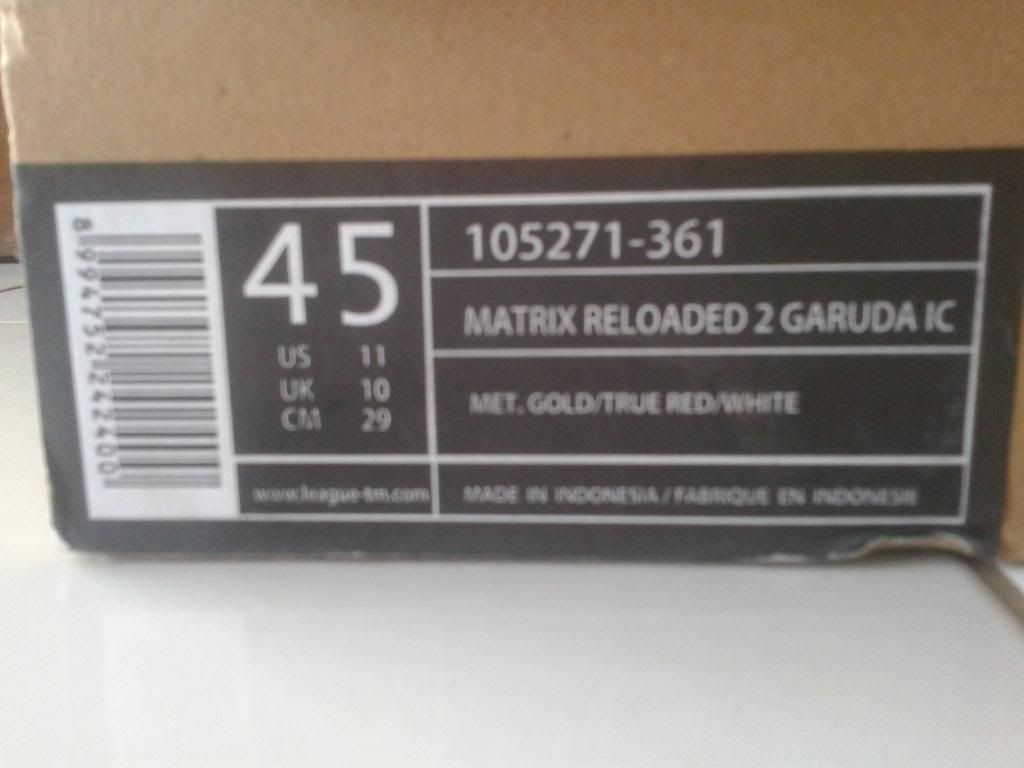 8994752242400
45
US 11
UK 10
CM 29
www.league-tm.com
105271-361
MATRIX RELOADED 2 GARUDA IC
MET. GOLD/TRUE RED/WHITE
MADE IN INDONESIA / FABRIQUE EN INDONESIE